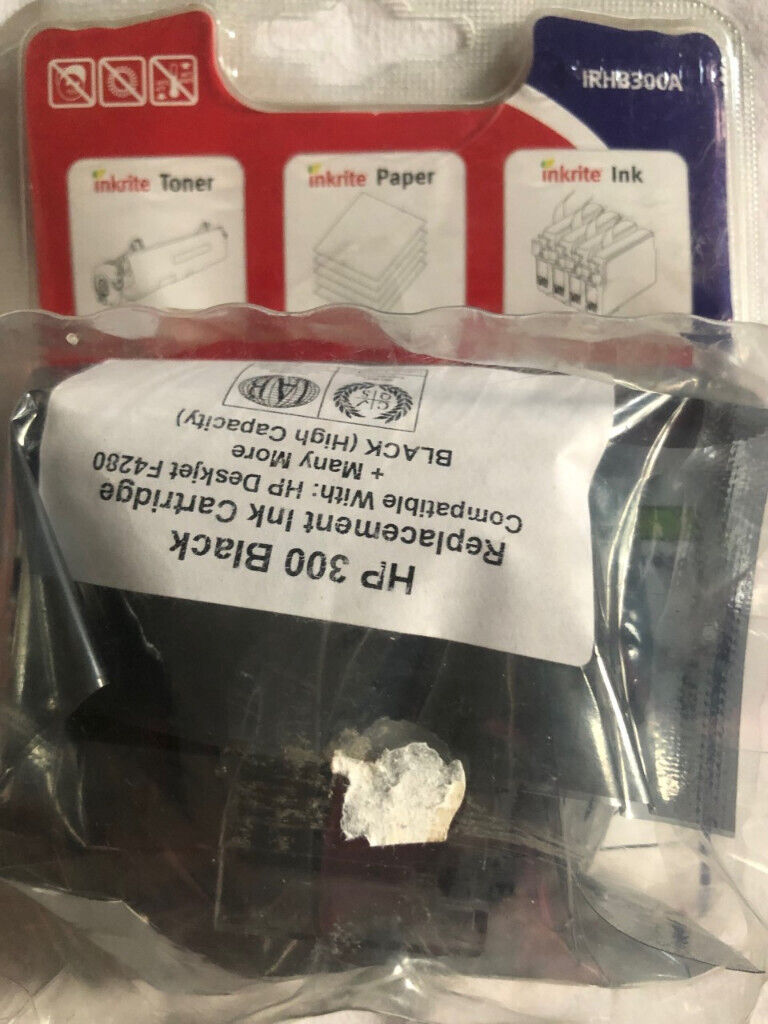 IRHB300A
inkrite Toner
inkrite Paper
inkrite Ink
HP 300 Black
Replacement Ink Cartridge
Compatible With: HP Deskjet F4280
+ Many More
BLACK (High Capacity)